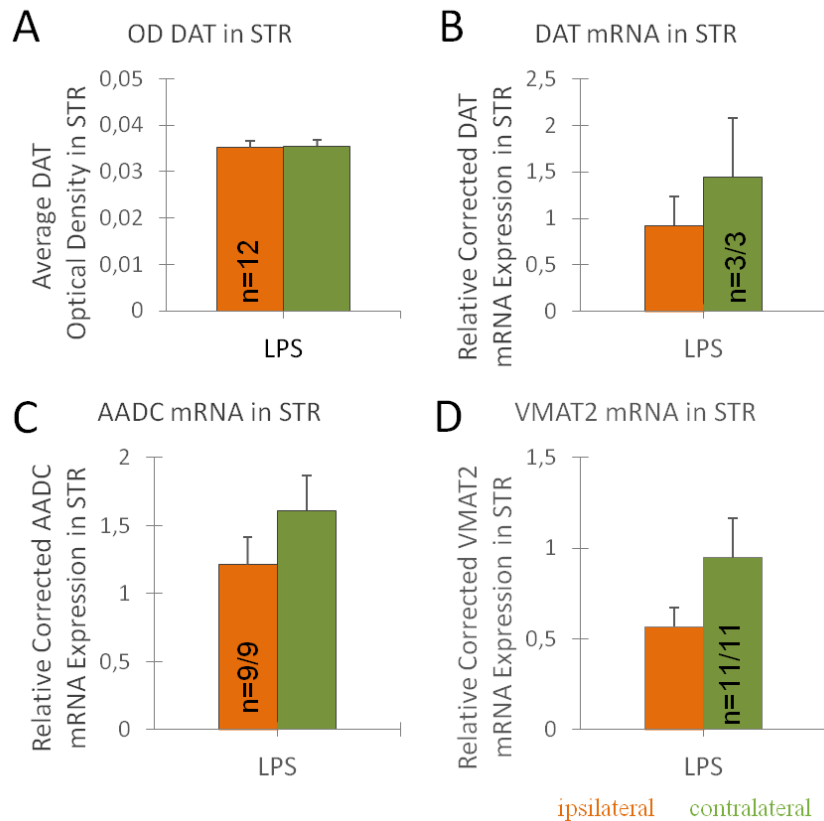 A
OD DAT in STR
Average DAT
Optical Density in STR
0,05
0,04
0,03
0,02
0,01
0
n=12
LPS
B
DAT mRNA in STR
Relative Corrected DAT
mRNA Expression in STR
2,5
2
1,5
1
0,5
0
n=3/3
LPS
C
AADC mRNA in STR
Relative Corrected AADC
mRNA Expression in STR
2
1,5
1
0,5
0
n=9/9
LPS
D
VMAT2 mRNA in STR
Relative Corrected VMAT2
mRNA Expression in STR
1,5
1
0,5
0
n=11/11
LPS
ipsilateral contralateral